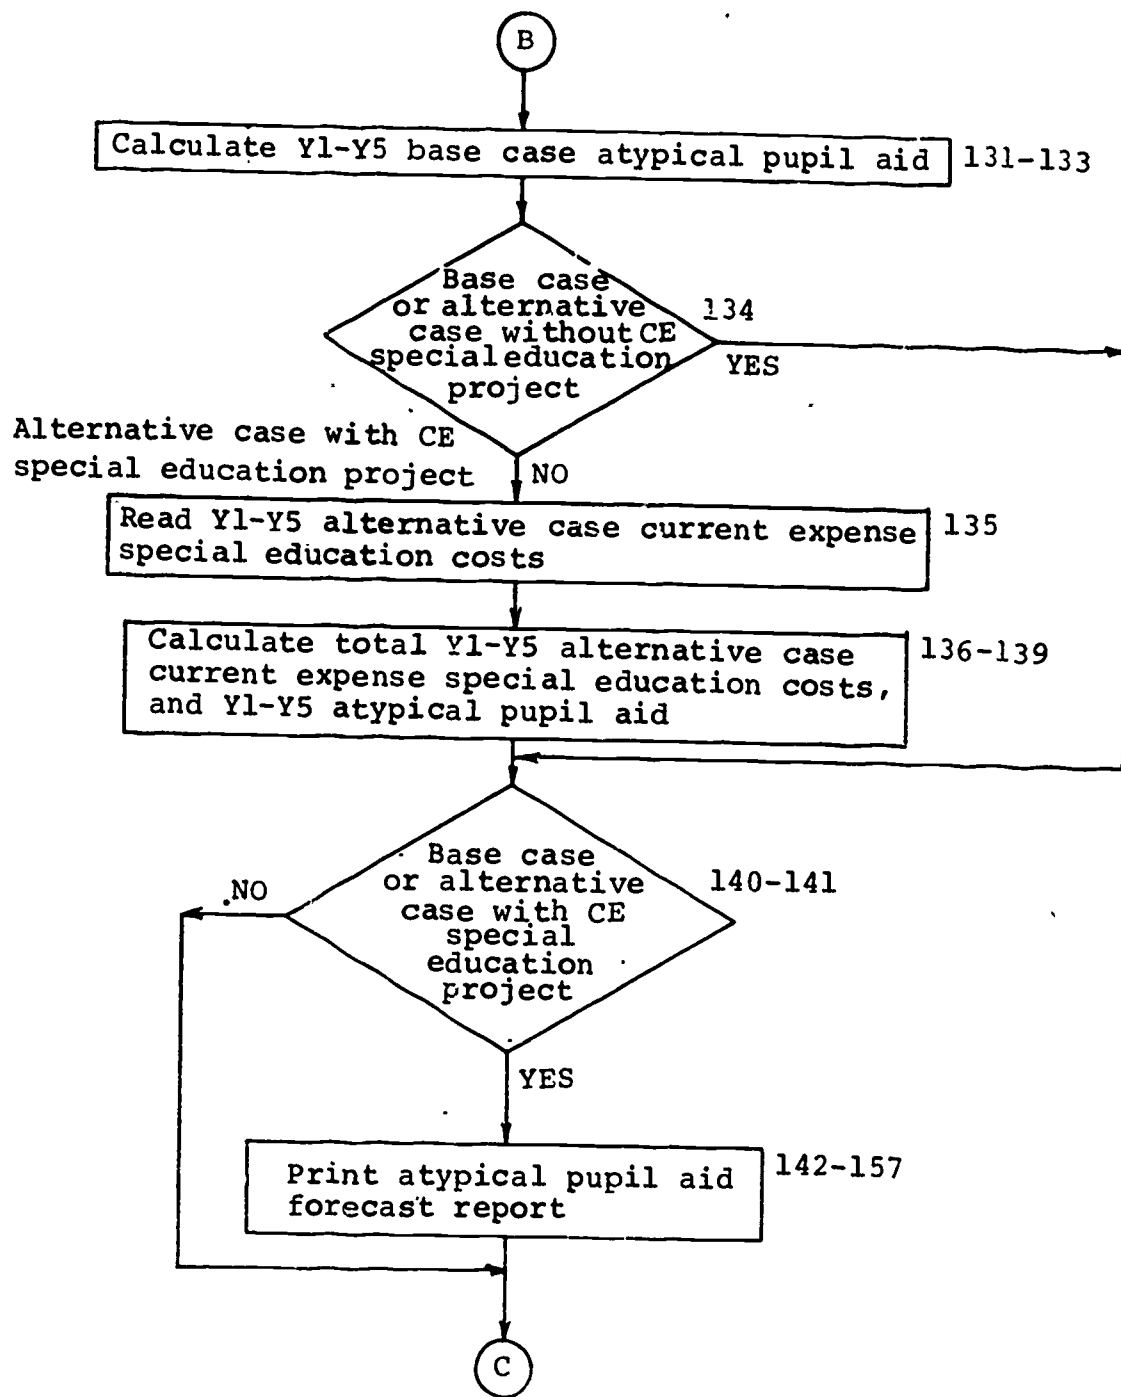 B
Calculate Y1-Y5 base case atypical pupil aid
131-133
Base case
or alternative
case without CE
special education
project
134
YES
Alternative case with CE
special education project
NO
Read Y1-Y5 alternative case current expense
special education costs
135
Calculate total Y1-Y5 alternative case
current expense special education costs,
and Y1-Y5 atypical pupil aid
136-139
Base case
or alternative
case with CE
special
education
project
140-141
NO
YES
Print atypical pupil aid
forecast report
142-157
C